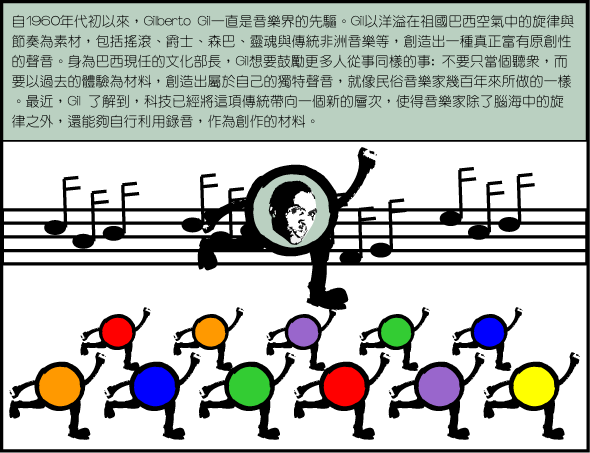 自1960年代初以來，Gilberto Gil一直是音樂界的先驅。Gil以洋溢在祖國巴西空氣中的旋律與
節奏為素材，包括搖滾、爵士、森巴、靈魂與傳統非洲音樂等，創造出一種真正富有原創性
的聲音。身為巴西現任的文化部長，Gil想要鼓勵更多人從事同樣的事: 不要只當個聽眾，而
要以過去的體驗為材料，創造出屬於自己的獨特聲音，就像民俗音樂家幾百年來所做的一樣
。最近，Gil 了解到，科技已經將這項傳統帶向一個新的層次，使得音樂家除了腦海中的旋
律之外，還能夠自行利用錄音，作為創作的材料。